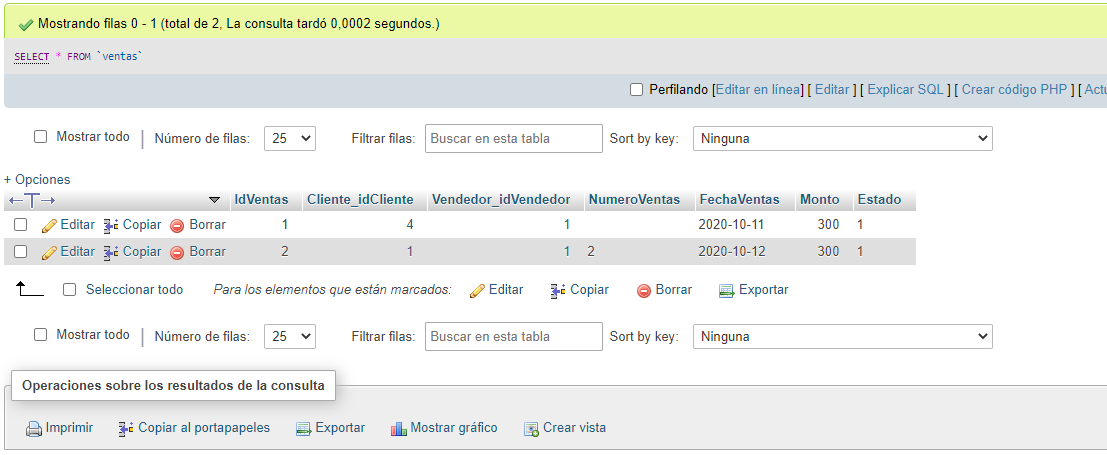 Mostrando filas 0 - 1 (total de 2, La consulta tardó 0,0002 segundos.)
SELECT * FROM `ventas`
Perfilando [Editar en línea] [ Editar ] [ Explicar SQL ] [ Crear código PHP ] [ Actu
Mostrar todo | Número de filas: 25 Filtrar filas: Buscar en esta tabla Sort by key: Ninguna
+ Opciones
←T→ IdVentas Cliente_idCliente Vendedor_idVendedor NumeroVentas FechaVentas Monto Estado
Editar Copiar Borrar 1 4 1 2020-10-11 300 1
Editar Copiar Borrar 2 1 1 2 2020-10-12 300 1
Seleccionar todo Para los elementos que están marcados: Editar Copiar Borrar Exportar
Mostrar todo | Número de filas: 25 Filtrar filas: Buscar en esta tabla Sort by key: Ninguna
Operaciones sobre los resultados de la consulta
Imprimir Copiar al portapapeles Exportar Mostrar gráfico Crear vista